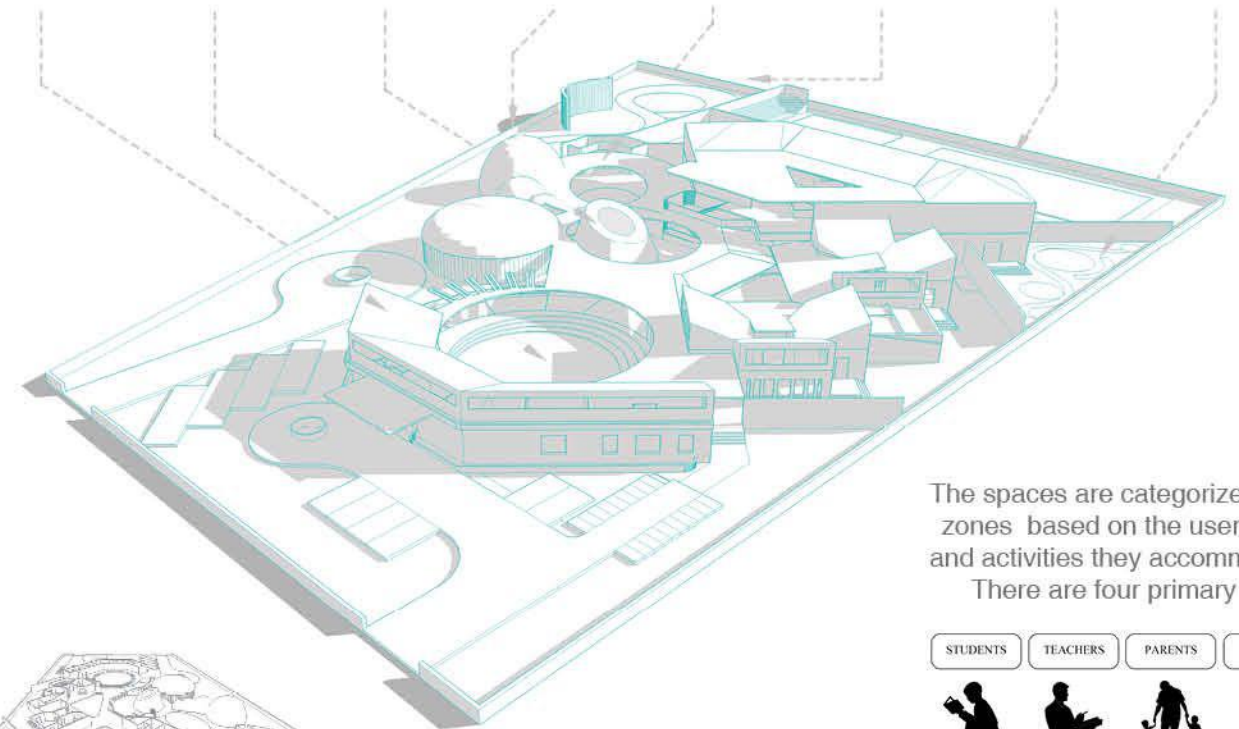 The spaces are categorize
zones based on the user
and activities they accomm
There are four primary
STUDENTS TEACHERS PARENTS